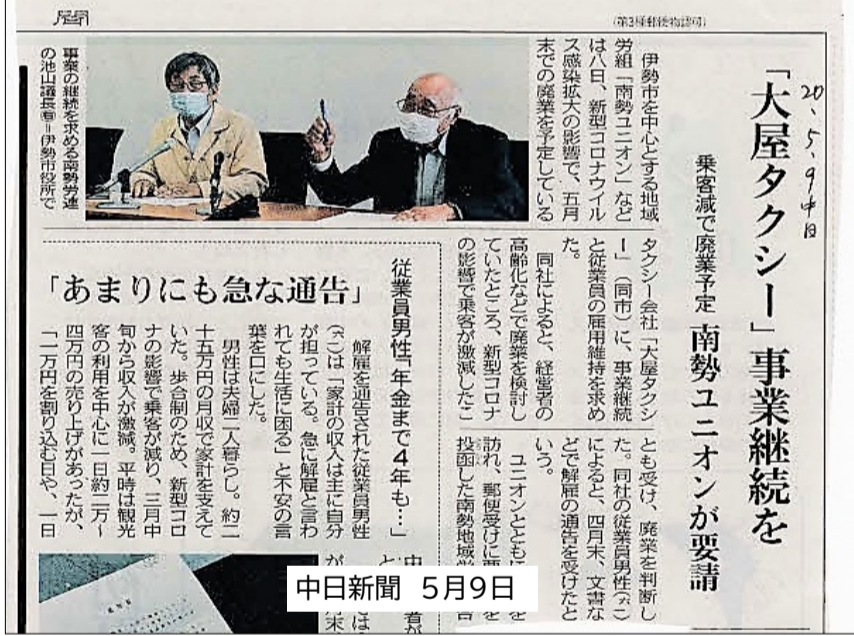 聞
(第3種郵便物認可)
20.5.9中日
「大屋タクシー」事業継続を
乗客減で廃業予定 南勢ユニオンが要請
伊勢市を中心とする地域
労組「南勢ユニオン」など
は八日、新型コロナウイル
ス感染拡大の影響で、五月
末での廃業を予定している
タクシー会社「大屋タクシ
ー」(同市)に、事業継続
と従業員の雇用維持を求め
た。
同社によると、経営者の
高齢化などで廃業を検討し
ていたところ、新型コロナ
の影響で乗客が激減したこ
とも受け、廃業を判断し
た。同社の従業員男性
によると、四月末、文書な
どで解雇の通告を受けたと
いう。
ユニオンとともに
を
訪れ、郵便受けに
を
投函した南勢地域
事業の継続を求める南勢労連
の池山議長㊨=伊勢市役所で
従業員男性「年金まで4年も…」
「あまりにも急な通告」
解雇を通告された従業員男性
は「家計の収入は主に自分
が担っている。急に解雇と言わ
れても生活に困る」と不安の言
葉を口にした。
男性は夫婦二人暮らし。約二
十五万円の月収で家計を支えて
いた。歩合制のため、新型コロ
ナの影響で乗客が減り、三月中
旬から収入が激減。平時は観光
客の利用を中心に一日約二万〜
四万円の売り上げがあったが、
「一万円を割り込む日や、一日
中日新聞 5月9日